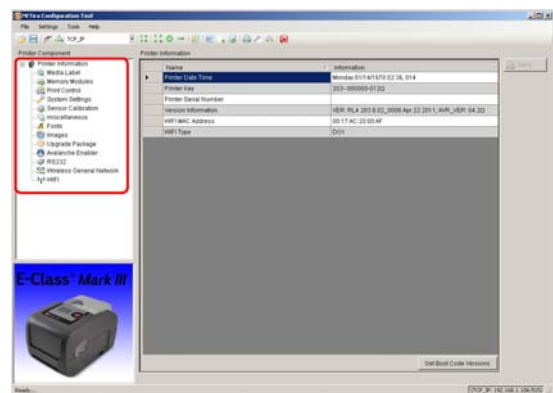 NETira Configuration Tool
File Settings Tools Help
TCP_IP
Printer Component
Printer Information
Media Label
Memory Modules
Print Control
System Settings
Sensor Calibration
miscellaneous
Fonts
Images
Upgrade Package
Avalanche Enabler
RS232
Wireless General Network
WIFI
Printer Information
Name Information
Printer Date Time Monday 01/14/1970 02:36, 014
Printer Key
Printer Serial Number
Version Information
WIFI MAC Address 00:17:AC:20:00:AF
WIFI Type DO1
E-Class™ Mark III
Get Boot Code Versions
Ready...